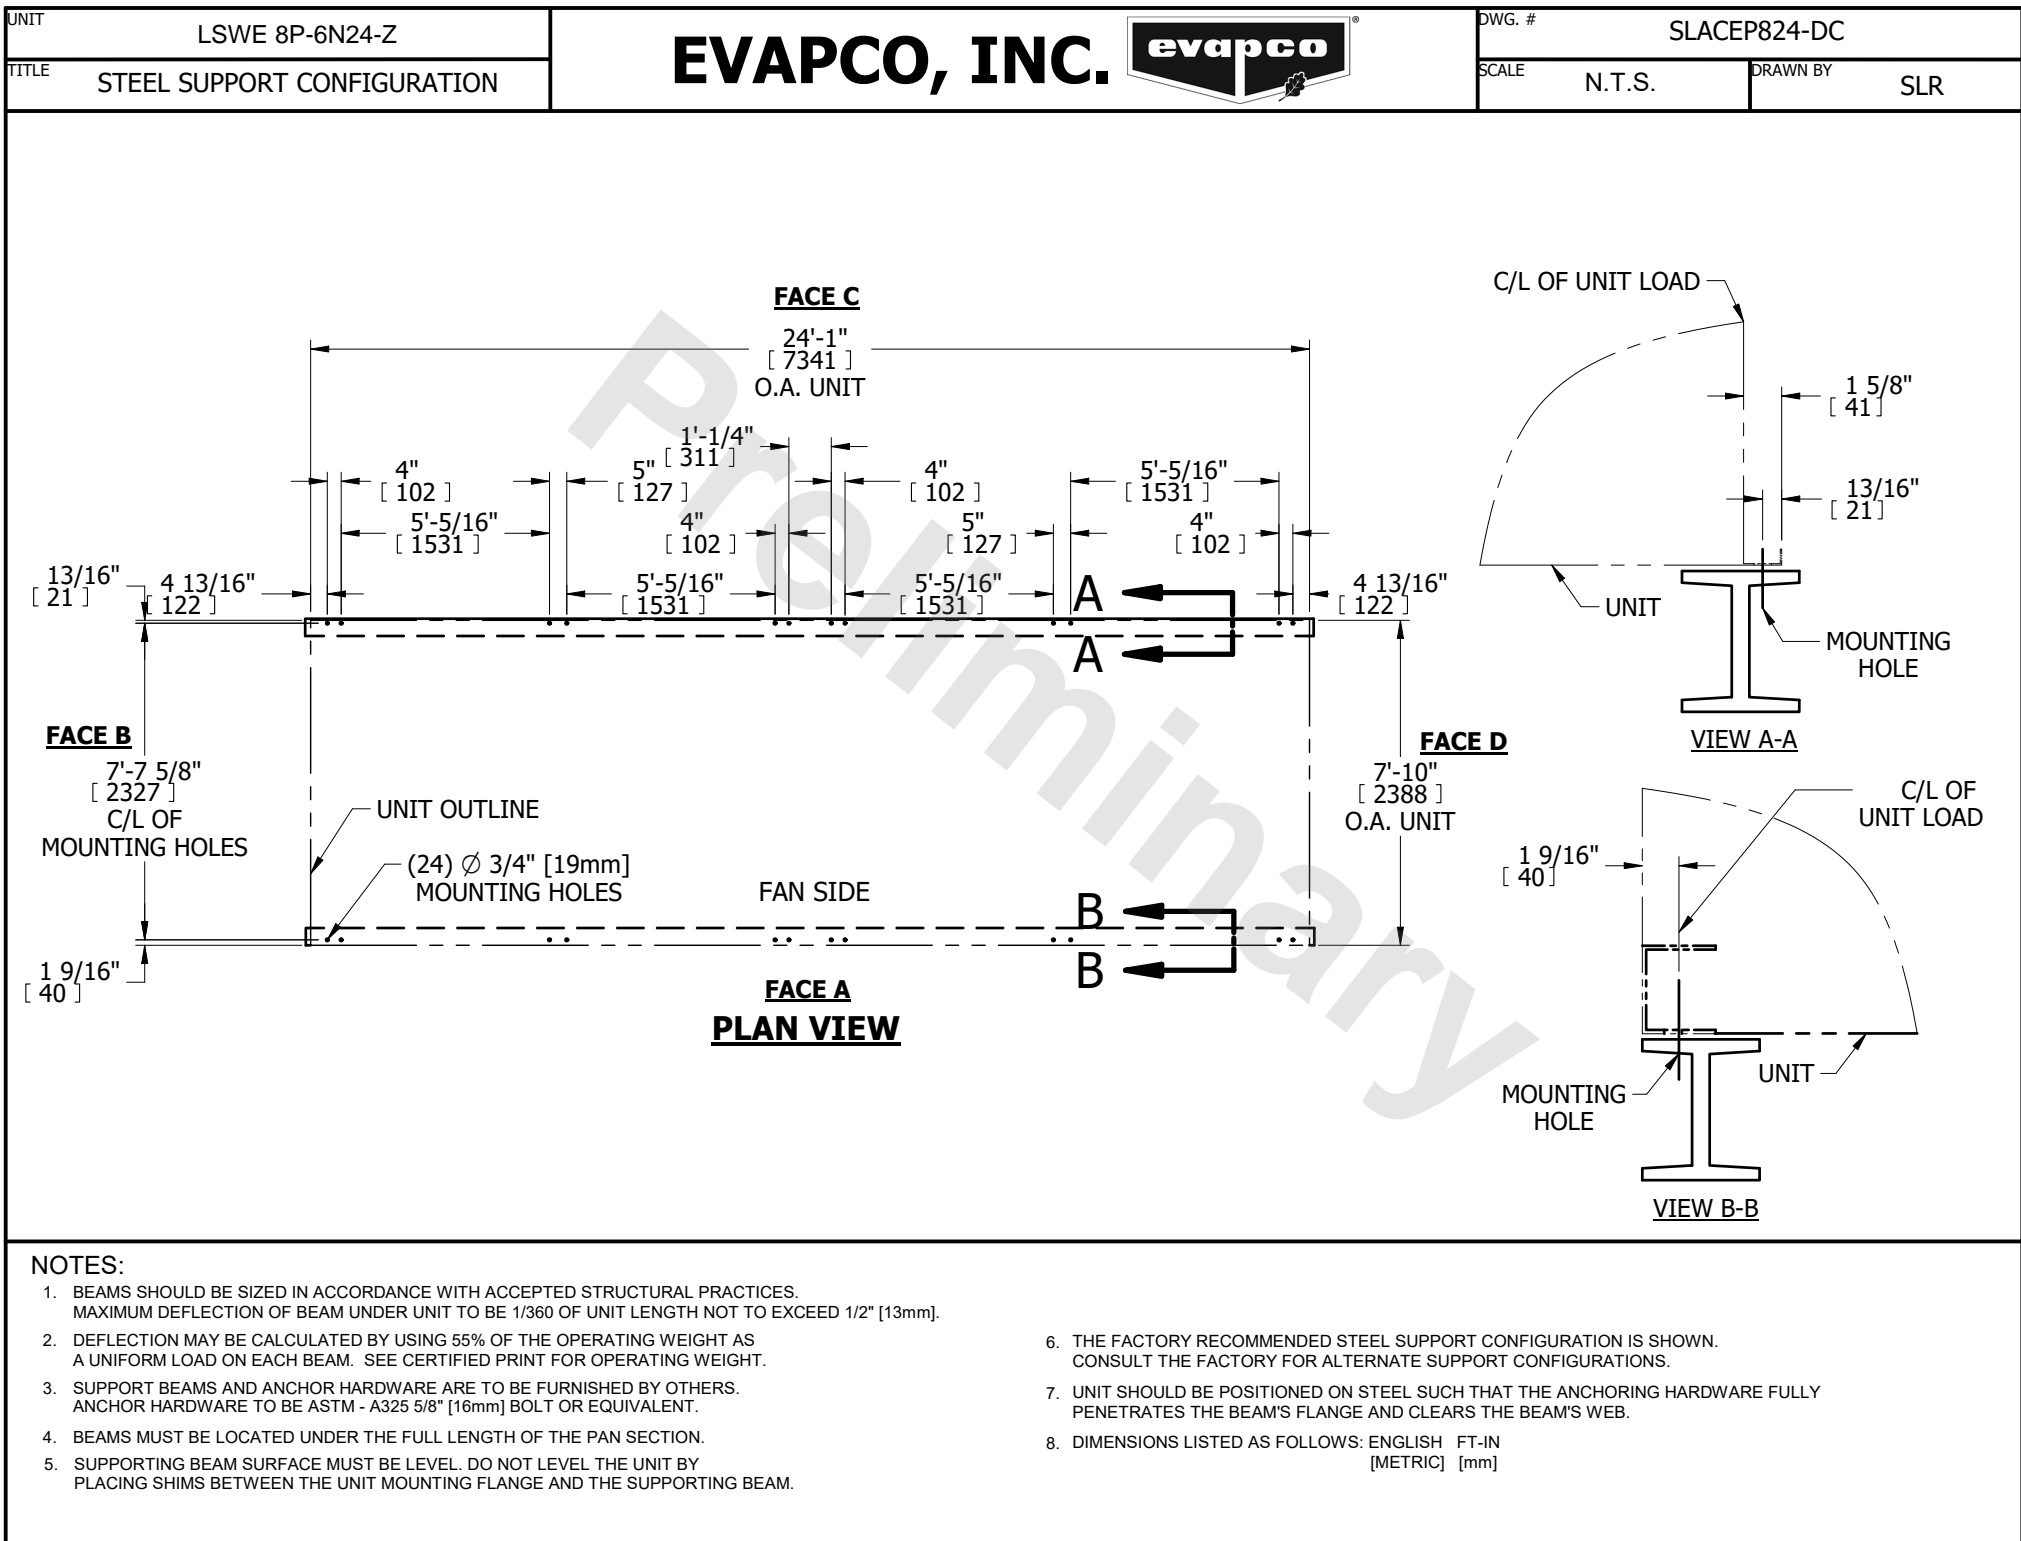 UNIT
LSWE 8P-6N24-Z
TITLE
STEEL SUPPORT CONFIGURATION
EVAPCO, INC.
evapco
®
DWG. #
SLACEP824-DC
SCALE
N.T.S.
DRAWN BY
SLR
Preliminary
FACE C
24'-1"
[ 7341 ]
O.A. UNIT
1'-1/4"
[ 311 ]
4"
[ 102 ]
5"
[ 127 ]
4"
[ 102 ]
5'-5/16"
[ 1531 ]
5'-5/16"
[ 1531 ]
4"
[ 102 ]
5"
[ 127 ]
4"
[ 102 ]
13/16"
[ 21 ]
4 13/16"
[ 122 ]
5'-5/16"
[ 1531 ]
5'-5/16"
[ 1531 ]
4 13/16"
[ 122 ]
A
A
FACE B
7'-7 5/8"
[ 2327 ]
C/L OF
MOUNTING HOLES
UNIT OUTLINE
(24) Ø 3/4" [19mm]
MOUNTING HOLES
FAN SIDE
FACE D
7'-10"
[ 2388 ]
O.A. UNIT
B
B
1 9/16"
[ 40 ]
FACE A
PLAN VIEW
C/L OF UNIT LOAD
1 5/8"
[ 41 ]
13/16"
[ 21 ]
UNIT
MOUNTING
HOLE
VIEW A-A
C/L OF
UNIT LOAD
1 9/16"
[ 40 ]
UNIT
MOUNTING
HOLE
VIEW B-B
NOTES:
1. BEAMS SHOULD BE SIZED IN ACCORDANCE WITH ACCEPTED STRUCTURAL PRACTICES.
MAXIMUM DEFLECTION OF BEAM UNDER UNIT TO BE 1/360 OF UNIT LENGTH NOT TO EXCEED 1/2" [13mm].
2. DEFLECTION MAY BE CALCULATED BY USING 55% OF THE OPERATING WEIGHT AS
A UNIFORM LOAD ON EACH BEAM. SEE CERTIFIED PRINT FOR OPERATING WEIGHT.
3. SUPPORT BEAMS AND ANCHOR HARDWARE ARE TO BE FURNISHED BY OTHERS.
ANCHOR HARDWARE TO BE ASTM - A325 5/8" [16mm] BOLT OR EQUIVALENT.
4. BEAMS MUST BE LOCATED UNDER THE FULL LENGTH OF THE PAN SECTION.
5. SUPPORTING BEAM SURFACE MUST BE LEVEL. DO NOT LEVEL THE UNIT BY
PLACING SHIMS BETWEEN THE UNIT MOUNTING FLANGE AND THE SUPPORTING BEAM.
6. THE FACTORY RECOMMENDED STEEL SUPPORT CONFIGURATION IS SHOWN.
CONSULT THE FACTORY FOR ALTERNATE SUPPORT CONFIGURATIONS.
7. UNIT SHOULD BE POSITIONED ON STEEL SUCH THAT THE ANCHORING HARDWARE FULLY
PENETRATES THE BEAM'S FLANGE AND CLEARS THE BEAM'S WEB.
8. DIMENSIONS LISTED AS FOLLOWS: ENGLISH FT-IN
[METRIC] [mm]